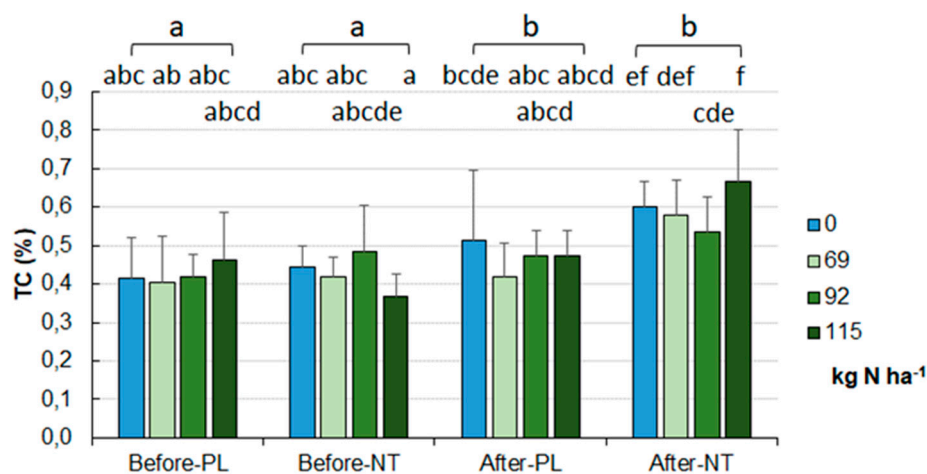 a a b b
abc ab abc abc abc a bcde abc abcd ef def f
abcd abcde abcd cde
0,9
0,8
0,7
0,6
0,5
0,4
0,3
0,2
0,1
0,0
TC (%)
Before-PL Before-NT After-PL After-NT
0
69
92
115
kg N ha⁻¹